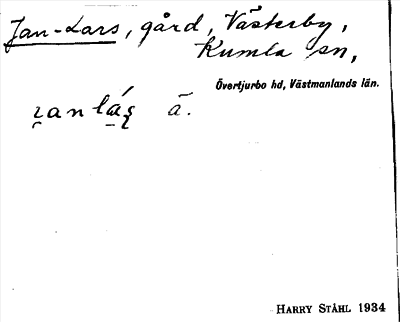 Jan-Lars, gård, Västerby,
Kumla sn,
Övertjurbo hd, Västmanlands län.
ā.
HARRY STÅHL 1934